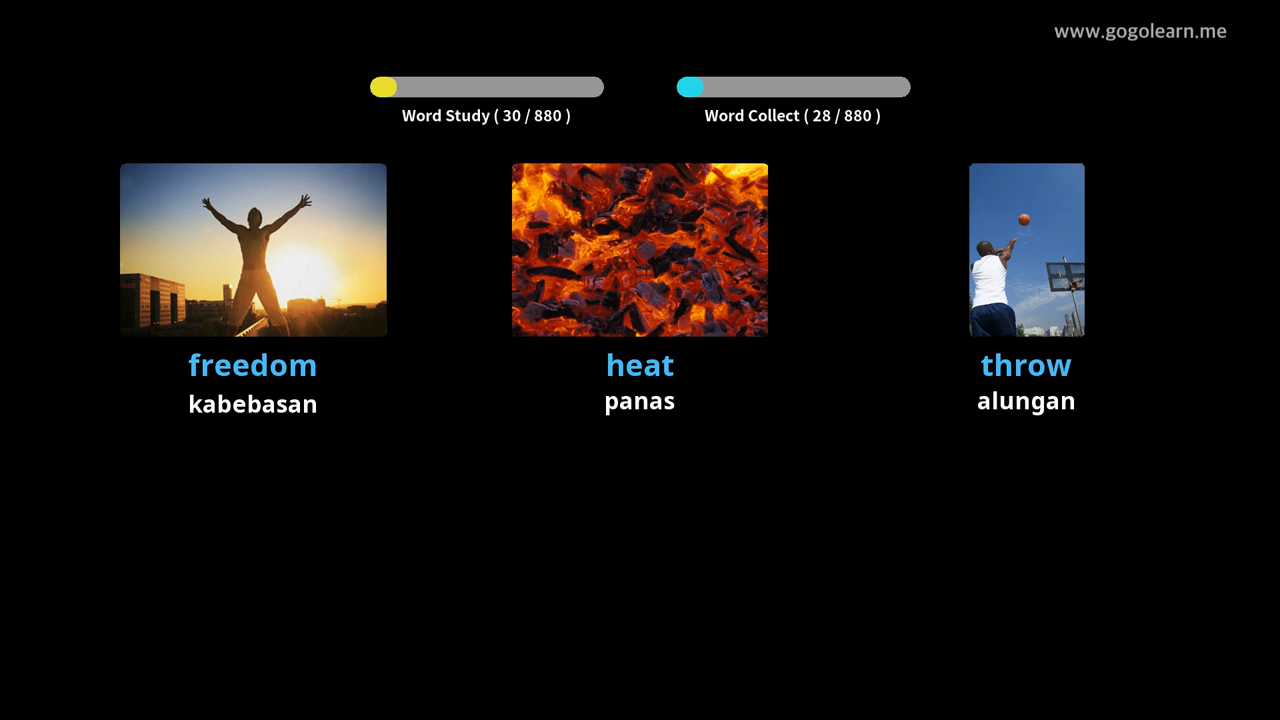 www.gogolearn.me
Word Study ( 30 / 880 )
Word Collect ( 28 / 880 )
freedom
kabebasan
heat
panas
throw
alungan